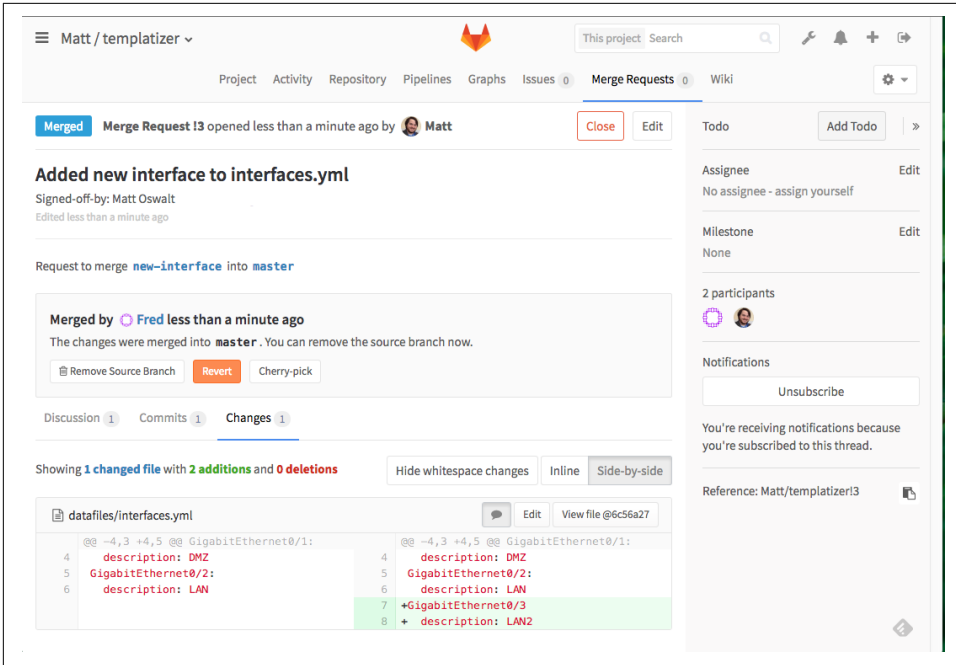 Matt / templatizer
This project Search
Project Activity Repository Pipelines Graphs Issues 0 Merge Requests 0 Wiki
Merged Merge Request !3 opened less than a minute ago by Matt Close Edit
Added new interface to interfaces.yml
Signed-off-by: Matt Oswalt
Edited less than a minute ago
Request to merge new-interface into master
Merged by Fred less than a minute ago
The changes were merged into master. You can remove the source branch now.
Remove Source Branch Revert Cherry-pick
Discussion 1 Commits 1 Changes 1
Showing 1 changed file with 2 additions and 0 deletions
Hide whitespace changes Inline Side-by-side
datafiles/interfaces.yml Edit View file @6c56a27
@@ -4,3 +4,5 @@ GigabitEthernet0/1: @@ -4,3 +4,5 @@ GigabitEthernet0/1:
4 description: DMZ 4 description: DMZ
5 GigabitEthernet0/2: 5 GigabitEthernet0/2:
6 description: LAN 6 description: LAN
7 +GigabitEthernet0/3
8 + description: LAN2
Todo Add Todo »
Assignee Edit
No assignee - assign yourself
Milestone Edit
None
2 participants
Notifications
Unsubscribe
You're receiving notifications because
you're subscribed to this thread.
Reference: Matt/templatizer!3